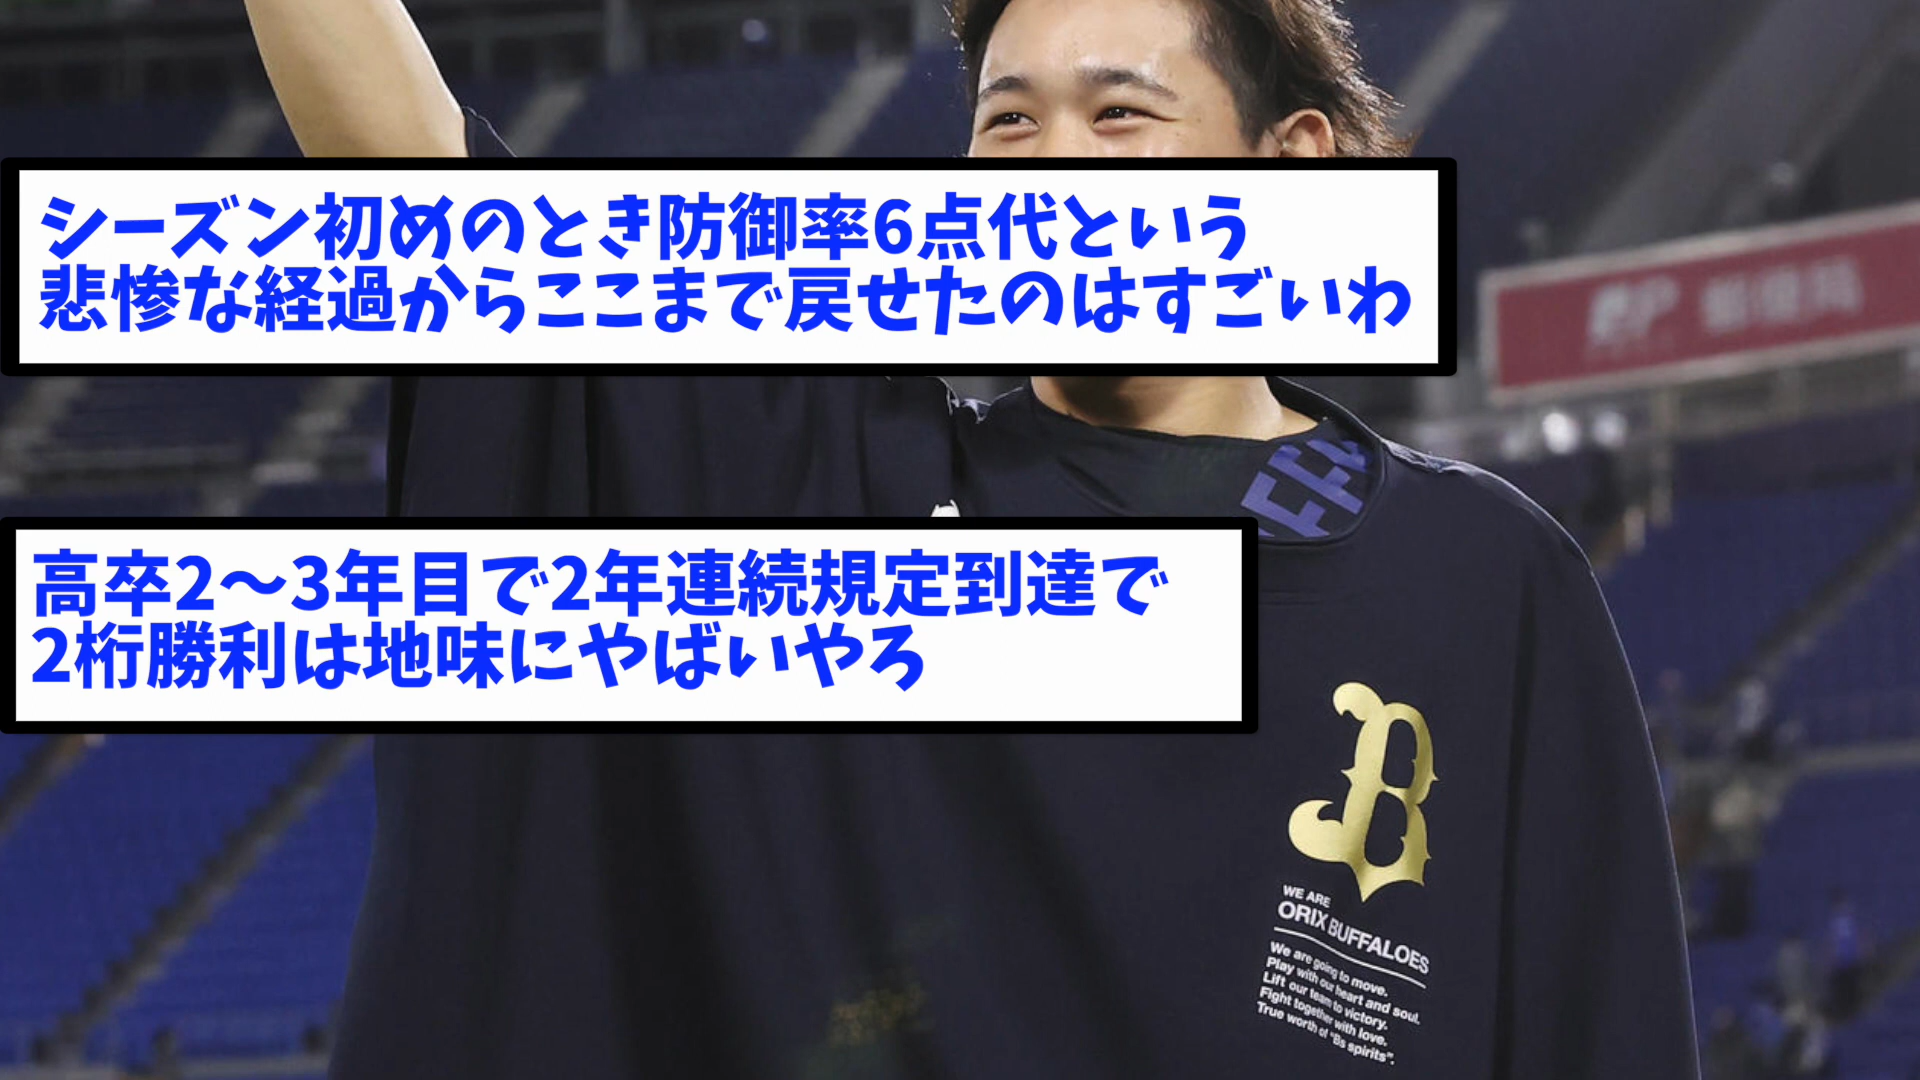 シーズン初めのとき防御率6点代という
悲惨な経過からここまで戻せたのはすごいわ
高卒2～3年目で2年連続規定到達で
2桁勝利は地味にやばいやろ
B
WE ARE
ORIX BUFFALOES
We are going to move.
Play with our heart and soul.
Lift our team to victory.
Fight together with love.
True worth of "Bs spirits".